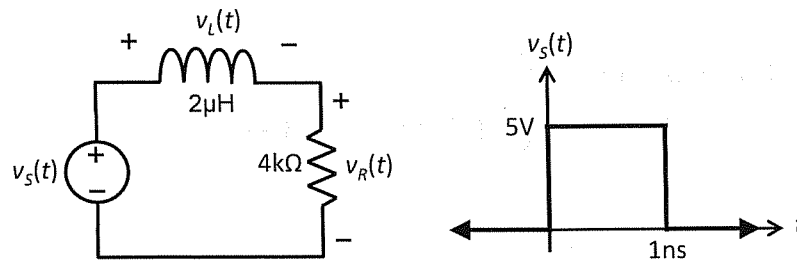 v_L(t)
+ −
2μH
+
−
v_S(t)
+
4kΩ
v_R(t)
−
v_S(t)
5V
1ns